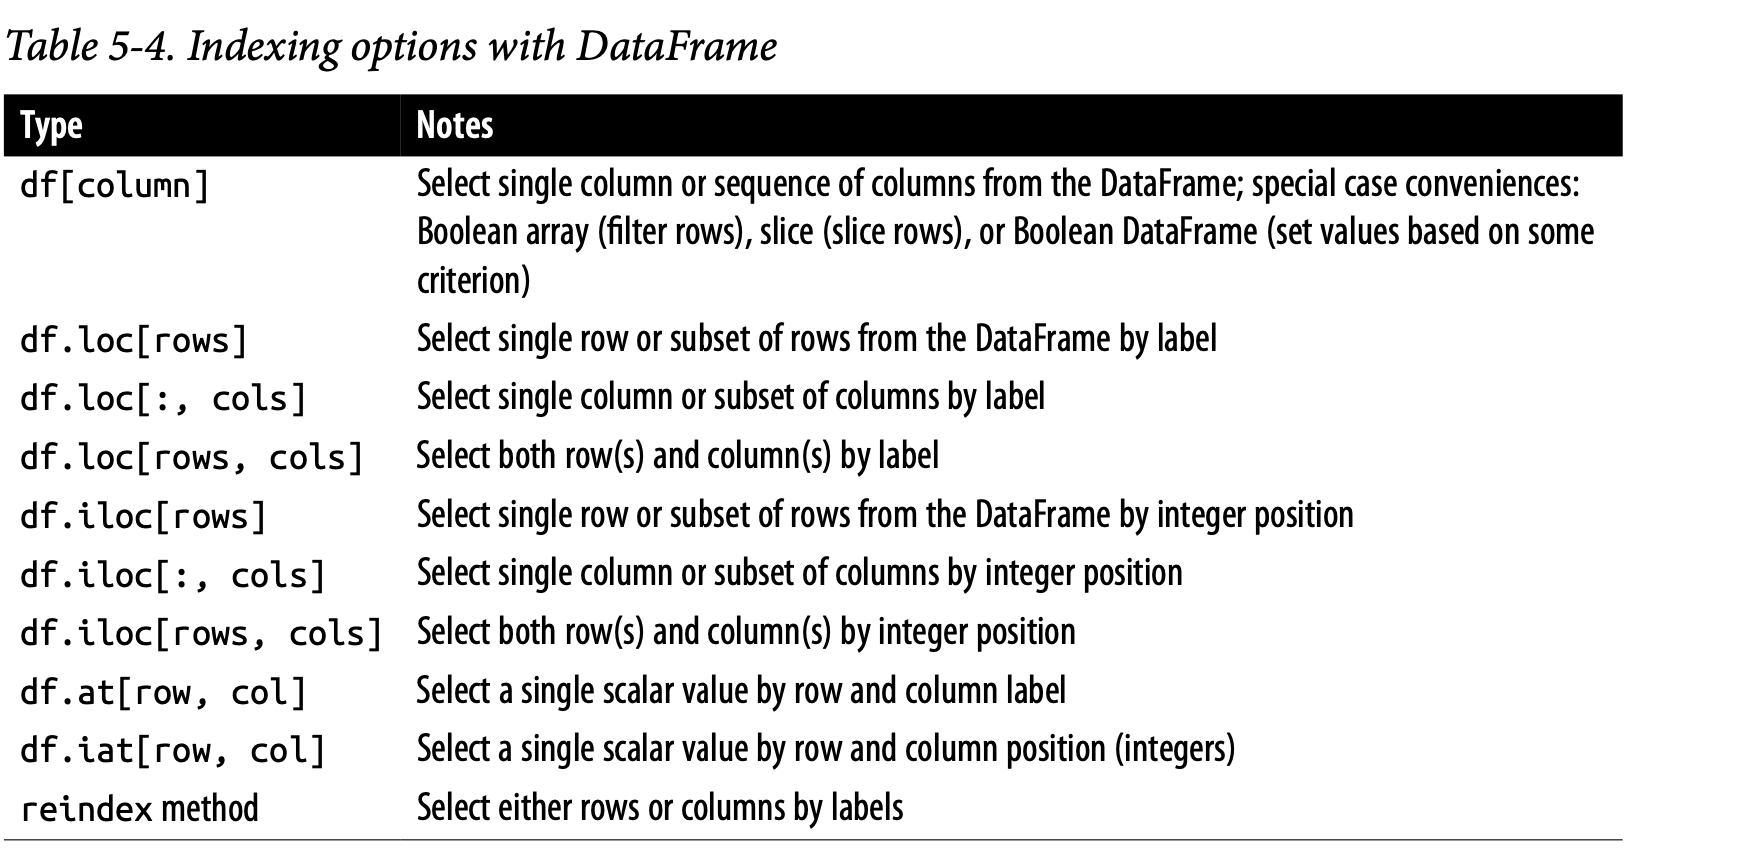 Table 5-4. Indexing options with DataFrame
Type Notes
df[column] Select single column or sequence of columns from the DataFrame; special case conveniences:
Boolean array (filter rows), slice (slice rows), or Boolean DataFrame (set values based on some
criterion)
df.loc[rows] Select single row or subset of rows from the DataFrame by label
df.loc[:, cols] Select single column or subset of columns by label
df.loc[rows, cols] Select both row(s) and column(s) by label
df.iloc[rows] Select single row or subset of rows from the DataFrame by integer position
df.iloc[:, cols] Select single column or subset of columns by integer position
df.iloc[rows, cols] Select both row(s) and column(s) by integer position
df.at[row, col] Select a single scalar value by row and column label
df.iat[row, col] Select a single scalar value by row and column position (integers)
reindex method Select either rows or columns by labels